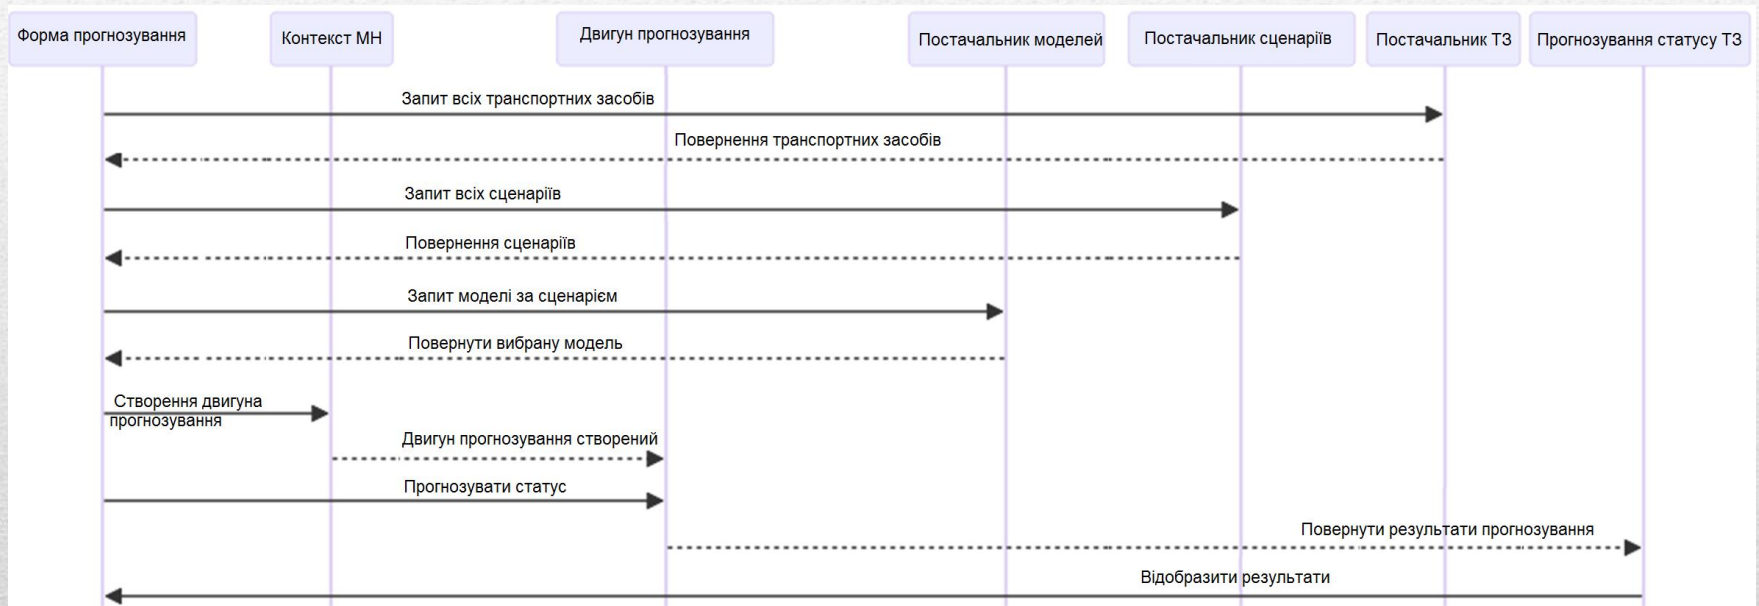 Форма прогнозування
Контекст МН
Двигун прогнозування
Постачальник моделей
Постачальник сценаріїв
Постачальник ТЗ
Прогнозування статусу ТЗ
Запит всіх транспортних засобів
Повернення транспортних засобів
Запит всіх сценаріїв
Повернення сценаріїв
Запит моделі за сценарієм
Повернути вибрану модель
Створення двигуна
прогнозування
Двигун прогнозування створений
Прогнозувати статус
Повернути результати прогнозування
Відобразити результати